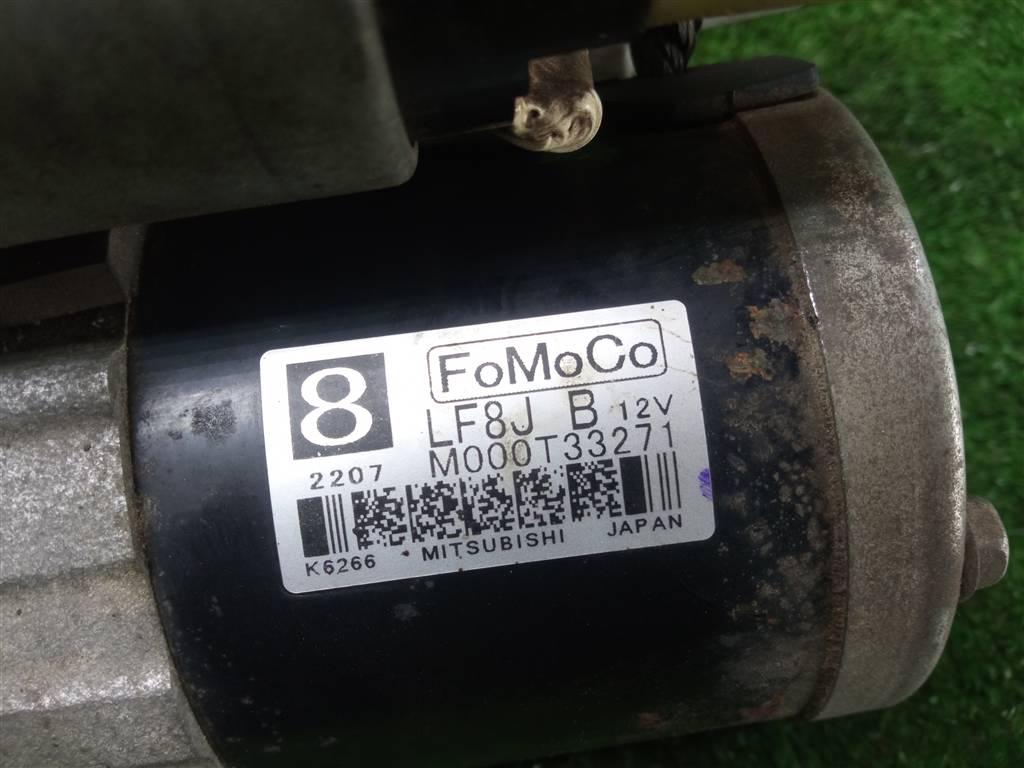 8
FoMoCo
LF8J B 12V
2207 M000T33271
K6266 MITSUBISHI JAPAN